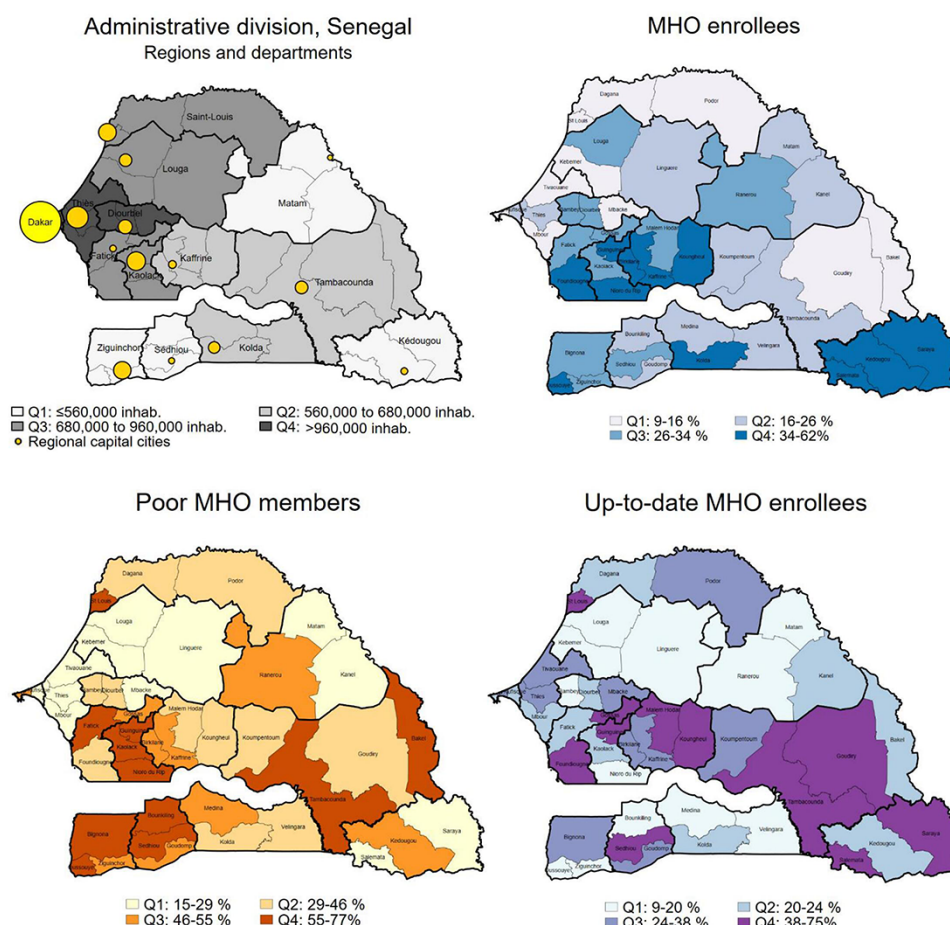 Administrative division, Senegal
Regions and departments
Saint-Louis
Louga
Matam
Thiès
Diourbel
Dakar
Fatick
Kaolack
Kaffrine
Tambacounda
Ziguinchor
Sédhiou
Kolda
Kédougou
Q1: ≤560,000 inhab.
Q2: 560,000 to 680,000 inhab.
Q3: 680,000 to 960,000 inhab.
Q4: >960,000 inhab.
Regional capital cities
MHO enrollees
Dagana
Podor
St Louis
Louga
Matam
Kebemer
Linguere
Tivaouane
Ranerou
Kanel
Mbacke
Thies
Mbour
Malem Hodar
Fatick
Koungheul
Koumpentoum
Goudiry
Bakel
Kaolack
Kaffrine
Nioro du Rip
Tambacounda
Medina
Bounkiling
Velingara
Bignona
Sedhiou
Goudomp
Kolda
Ziguinchor
Kedougou
Saraya
Salemata
Q1: 9-16 %
Q2: 16-26 %
Q3: 26-34 %
Q4: 34-62%
Poor MHO members
Dagana
Podor
St Louis
Louga
Matam
Kebemer
Linguere
Tivaouane
Ranerou
Kanel
Thies
Mbacke
Mbour
Malem Hodar
Fatick
Koungheul
Koumpentoum
Goudiry
Bakel
Kaolack
Kaffrine
Foundiougne
Nioro du Rip
Tambacounda
Medina
Bounkiling
Velingara
Bignona
Sedhiou
Goudomp
Kolda
Ziguinchor
Saraya
Kedougou
Salemata
Q1: 15-29 %
Q2: 29-46 %
Q3: 46-55 %
Q4: 55-77%
Up-to-date MHO enrollees
Dagana
Podor
St Louis
Louga
Matam
Kebemer
Linguere
Tivaouane
Ranerou
Kanel
Thies
Mbacke
Mbour
Malem Hodar
Fatick
Koungheul
Koumpentoum
Goudiry
Bakel
Kaolack
Kaffrine
Foundiougne
Nioro du Rip
Tambacounda
Medina
Bounkiling
Velingara
Bignona
Sedhiou
Goudomp
Kolda
Ziguinchor
Saraya
Kedougou
Salemata
Q1: 9-20 %
Q2: 20-24 %
Q3: 24-38 %
Q4: 38-75%